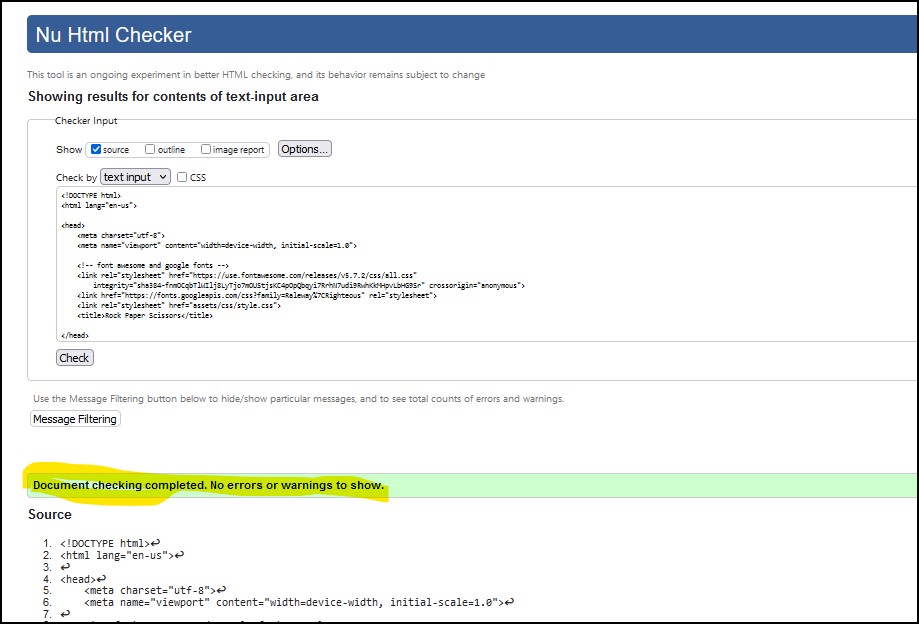 Nu Html Checker
This tool is an ongoing experiment in better HTML checking, and its behavior remains subject to change
Showing results for contents of text-input area
Checker Input
Show source outline image report Options...
Check by text input CSS
<!DOCTYPE html>
<html lang="en-us">
<head>
<meta charset="utf-8">
<meta name="viewport" content="width=device-width, initial-scale=1.0">
<!-- font awesome and google fonts -->
<link rel="stylesheet" href="https://use.fontawesome.com/releases/v5.7.2/css/all.css"
integrity="sha384-fnmOCqbTlWIlj8LyTjo7mOUStjsKC4pOpQbqyi7RrhN7udi9RwhKkMHpvLbHG9Sr" crossorigin="anonymous">
<link href="https://fonts.googleapis.com/css?family=Raleway%7CRighteous" rel="stylesheet">
<link rel="stylesheet" href="assets/css/style.css">
<title>Rock Paper Scissors</title>
</head>
Check
Use the Message Filtering button below to hide/show particular messages, and to see total counts of errors and warnings.
Message Filtering
Document checking completed. No errors or warnings to show.
Source
1. <!DOCTYPE html>↩
2. <html lang="en-us">↩
3. ↩
4. <head>↩
5. <meta charset="utf-8">↩
6. <meta name="viewport" content="width=device-width, initial-scale=1.0">↩
7. ↩